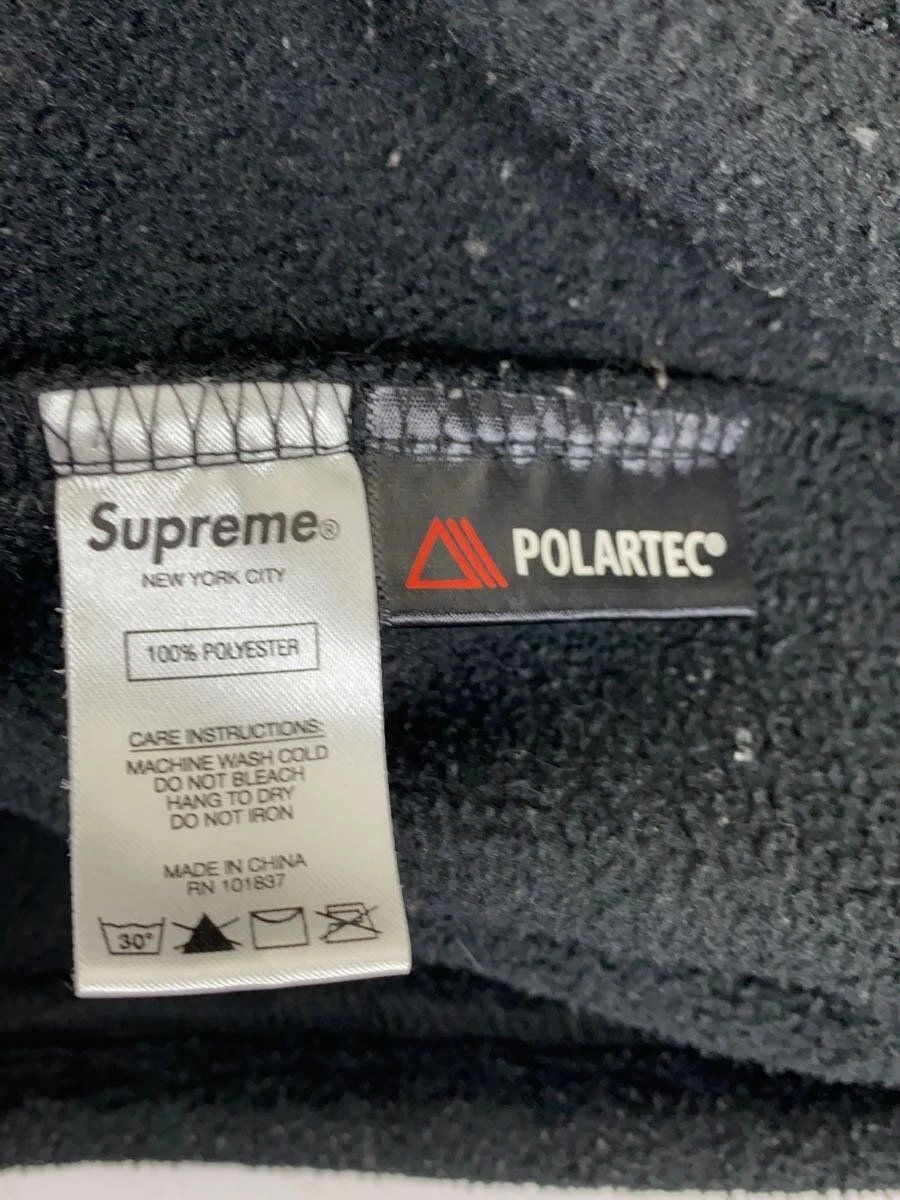 Supreme®
NEW YORK CITY
100% POLYESTER
CARE INSTRUCTIONS:
MACHINE WASH COLD
DO NOT BLEACH
HANG TO DRY
DO NOT IRON
MADE IN CHINA
RN 101837
30°
POLARTEC®